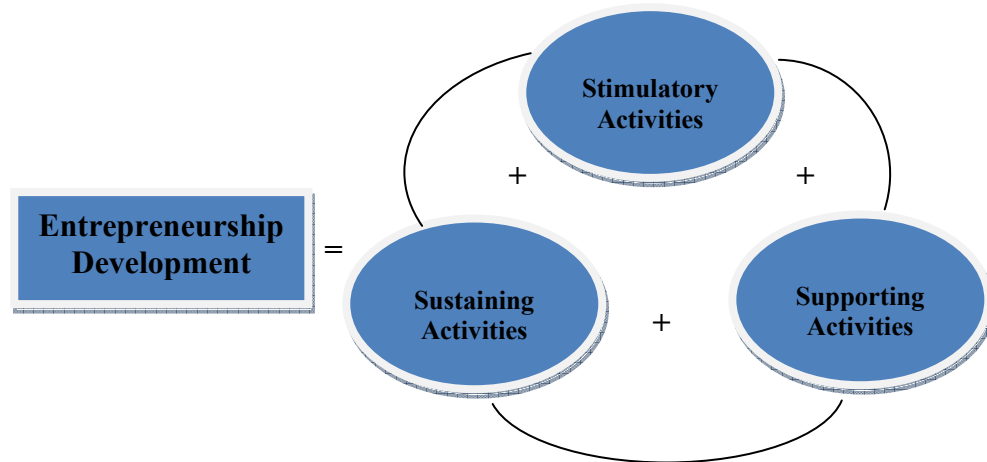 Stimulatory
Activities
+
+
Entrepreneurship
Development
=
Sustaining
Activities
+
Supporting
Activities